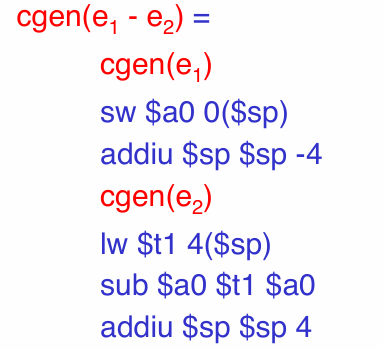 cgen(e₁ - e₂) =
cgen(e₁)
sw $a0 0($sp)
addiu $sp $sp -4
cgen(e₂)
lw $t1 4($sp)
sub $a0 $t1 $a0
addiu $sp $sp 4